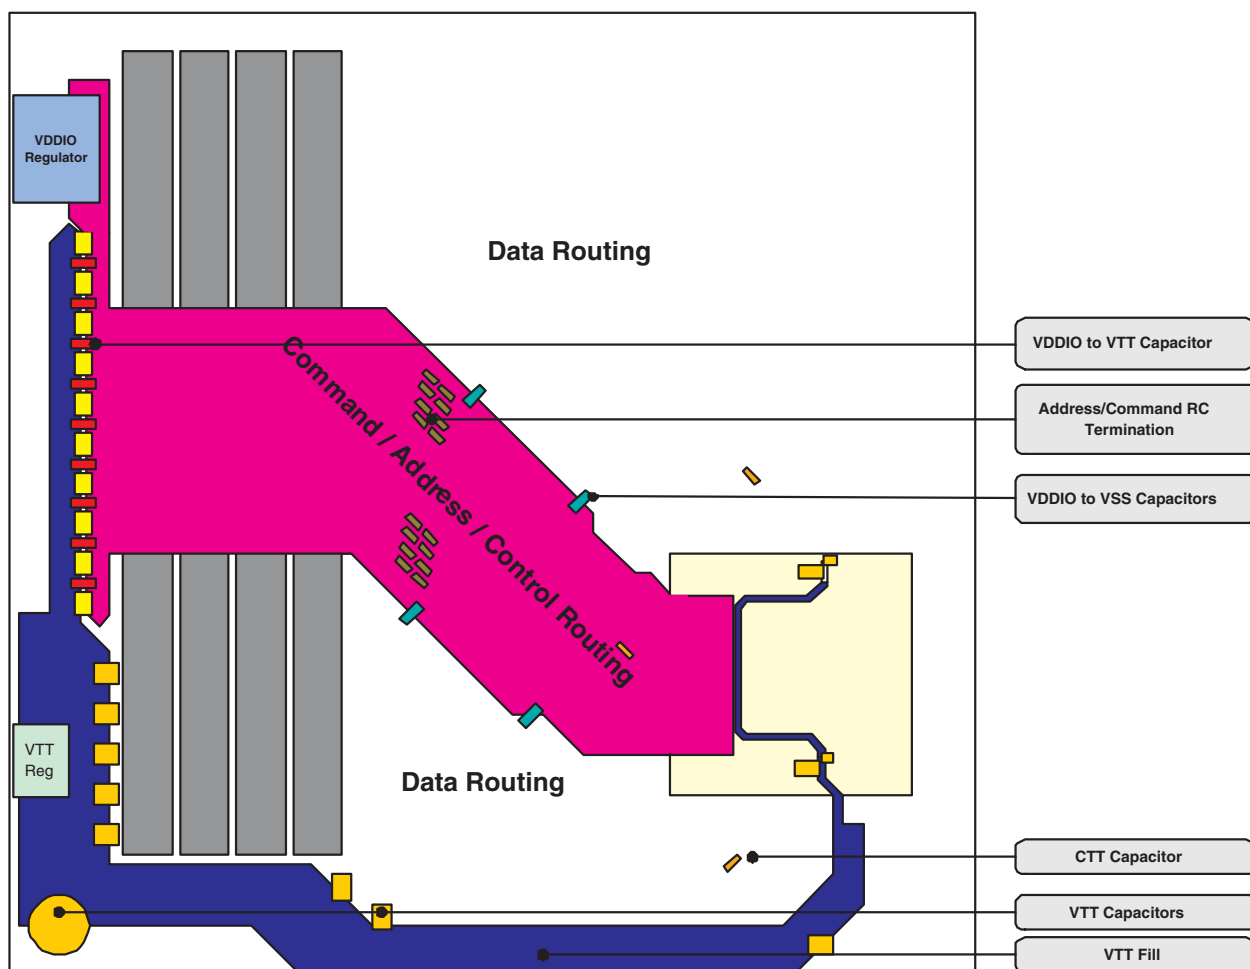 VDDIO
Regulator
Data Routing
VDDIO to VTT Capacitor
Command / Address / Control Routing
Address/Command RC
Termination
VDDIO to VSS Capacitors
VTT
Reg
Data Routing
CTT Capacitor
VTT Capacitors
VTT Fill